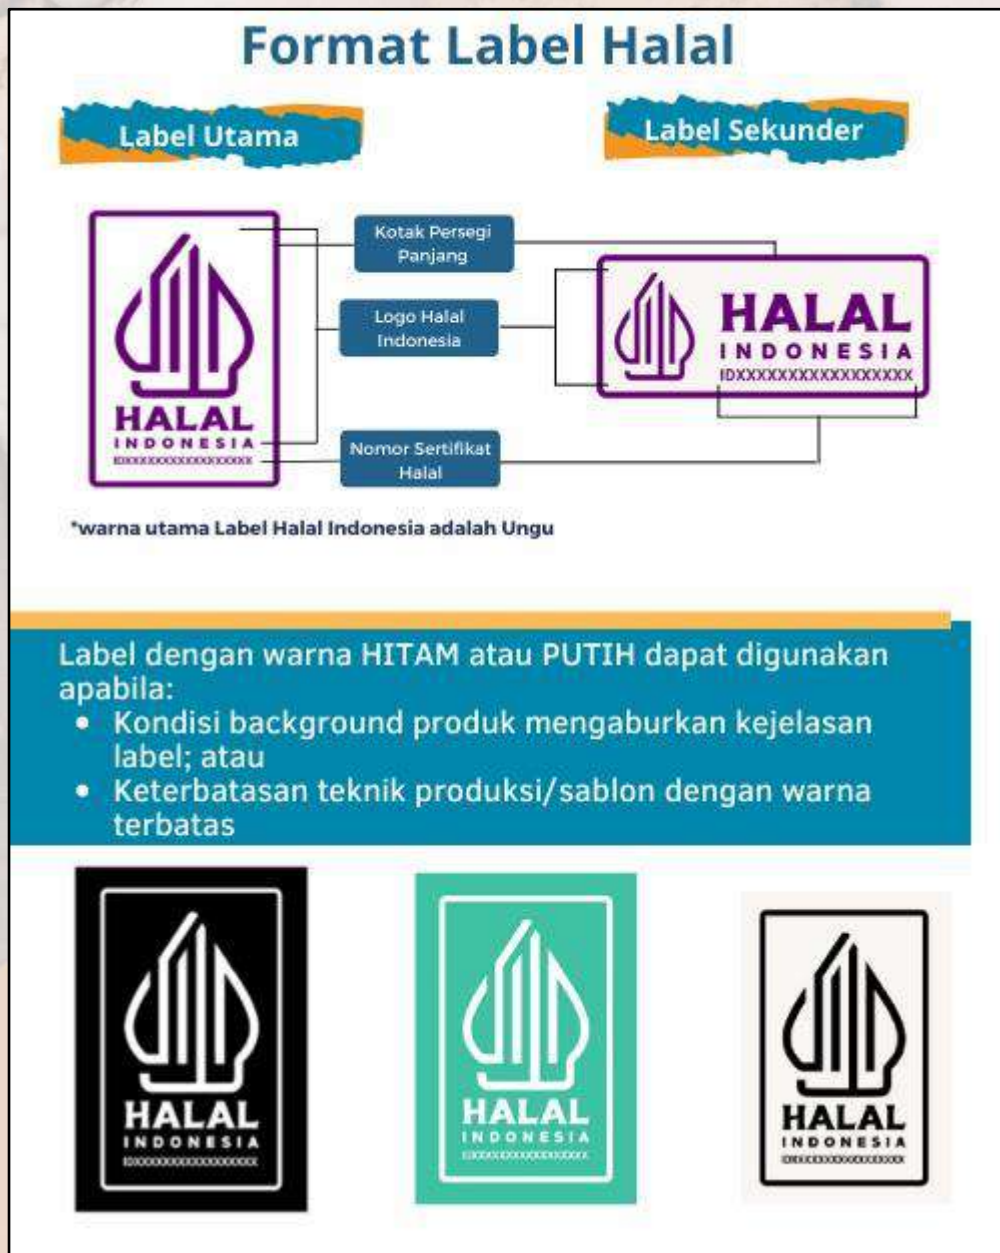 Format Label Halal
Label Utama
Label Sekunder
Kotak Persegi
Panjang
Logo Halal
Indonesia
Nomor Sertifikat
Halal
HALAL
INDONESIA
IDXXXXXXXXXXXXXXXXX
HALAL
INDONESIA
IDXXXXXXXXXXXXXXXXX
*warna utama Label Halal Indonesia adalah Ungu
Label dengan warna HITAM atau PUTIH dapat digunakan
apabila:
• Kondisi background produk mengaburkan kejelasan
label; atau
• Keterbatasan teknik produksi/sablon dengan warna
terbatas
HALAL
INDONESIA
HALAL
INDONESIA
HALAL
INDONESIA